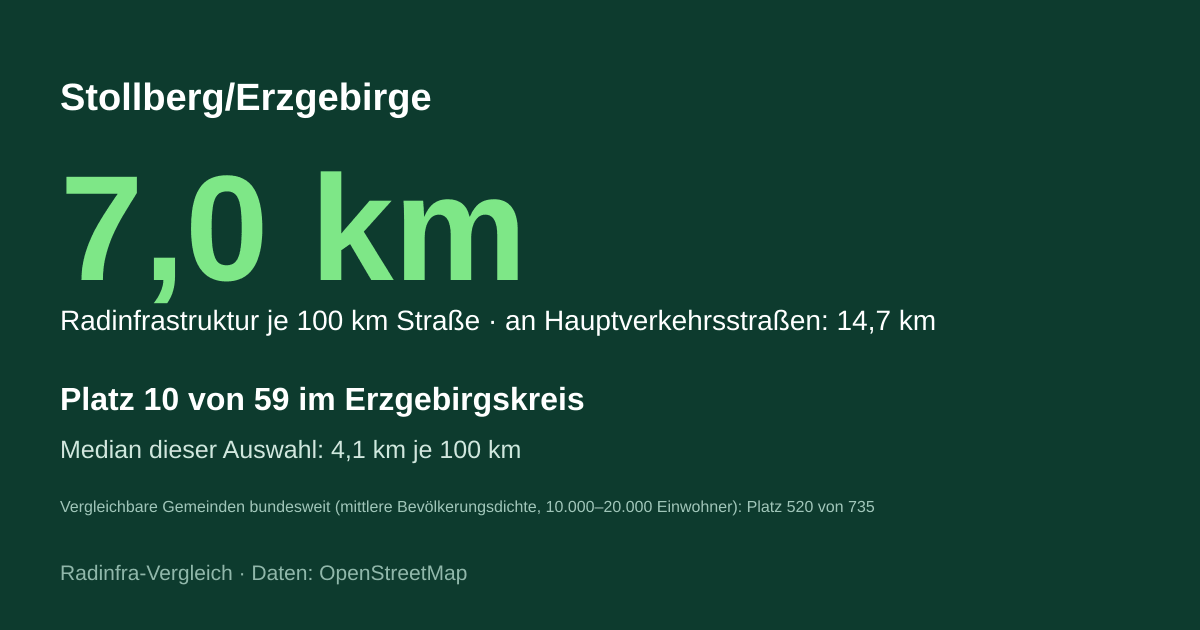 Stollberg/Erzgebirge
7,0 km
Radinfrastruktur je 100 km Straße · an Hauptverkehrsstraßen: 14,7 km
Platz 10 von 59 im Erzgebirgskreis
Median dieser Auswahl: 4,1 km je 100 km
Vergleichbare Gemeinden bundesweit (mittlere Bevölkerungsdichte, 10.000–20.000 Einwohner): Platz 520 von 735
Radinfra-Vergleich · Daten: OpenStreetMap